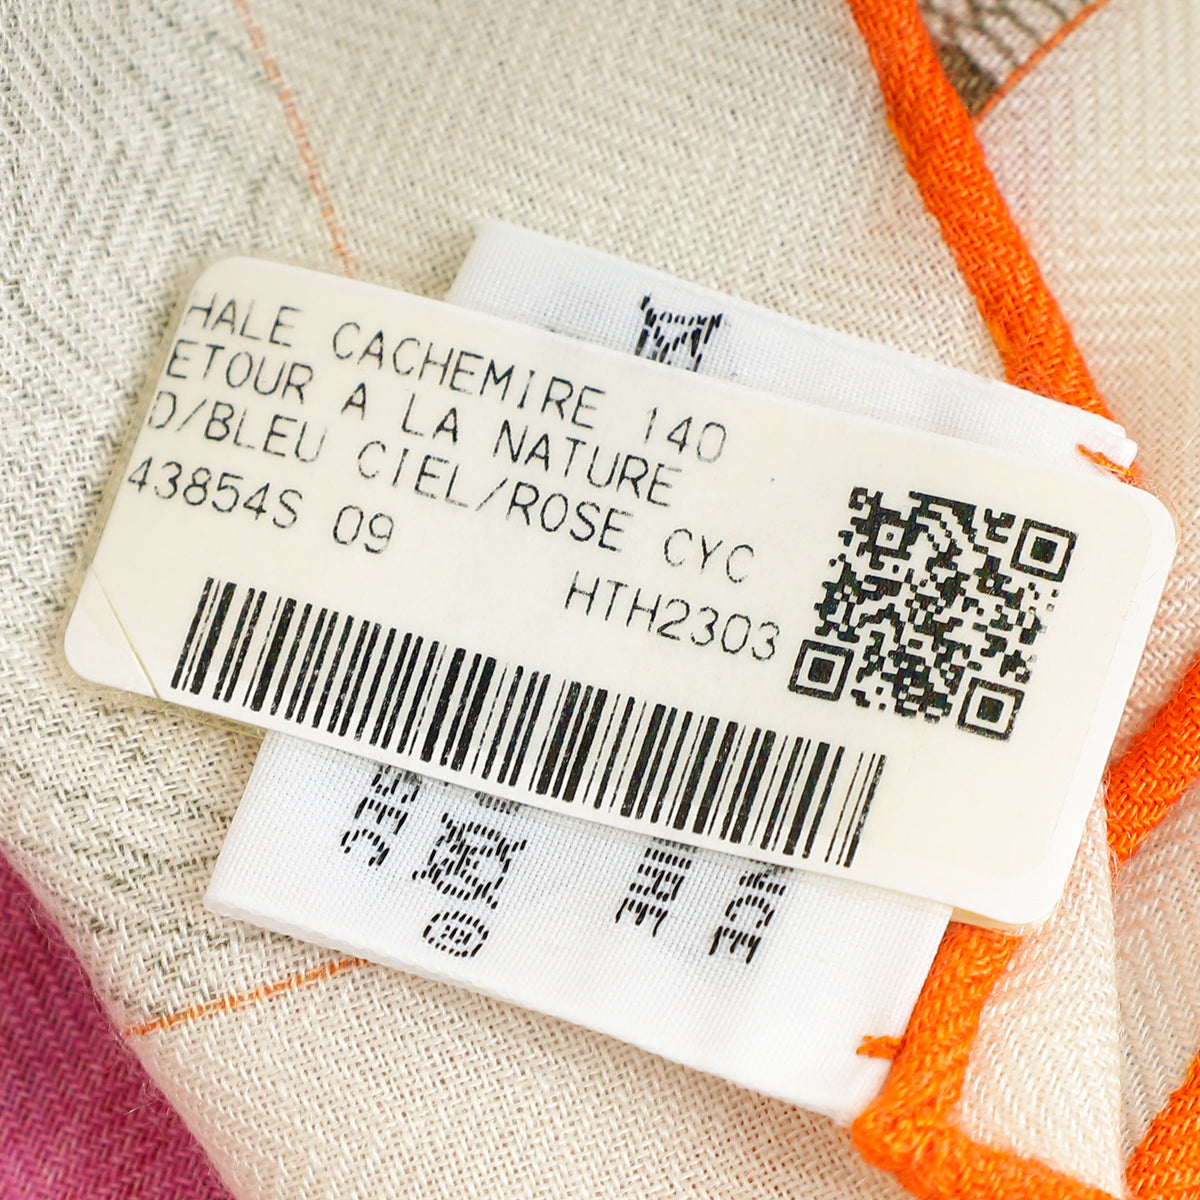 HALE CACHEMIRE 140
ETOUR A LA NATURE
D/BLEU CIEL/ROSE CYC
43854S 09
HTH2303